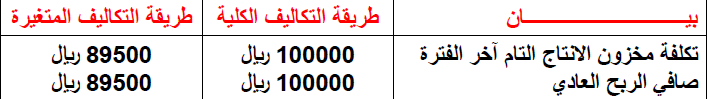 بيـــــــــــــــــــــــــان طريقة التكاليف الكلية طريقة التكاليف المتغيرة
تكلفة مخزون الانتاج التام آخر الفترة 100000 ريال 89500 ريال
صافي الربح العادي 100000 ريال 89500 ريال